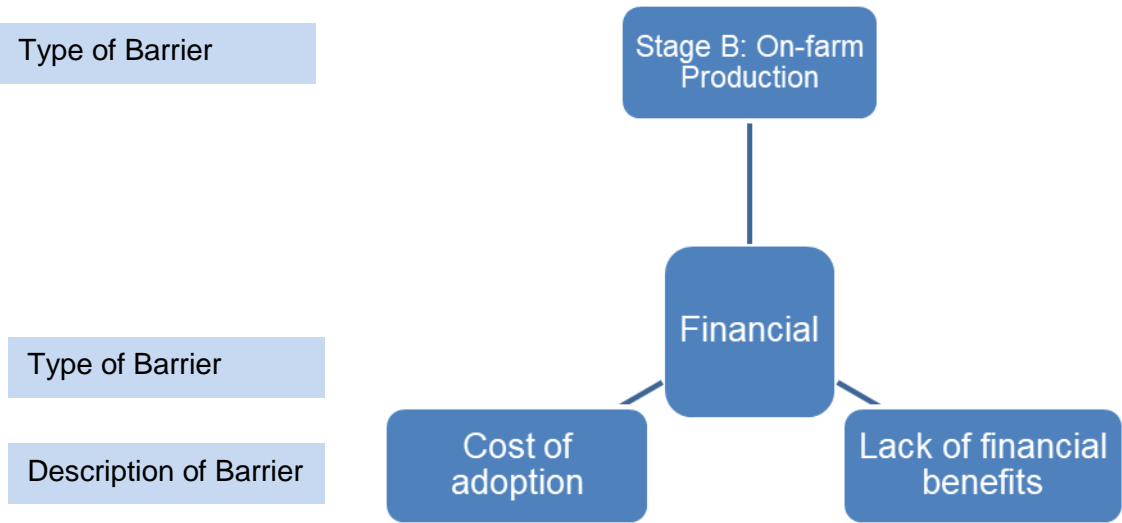 Type of Barrier
Stage B: On-farm
Production
Financial
Type of Barrier
Description of Barrier
Cost of
adoption
Lack of financial
benefits